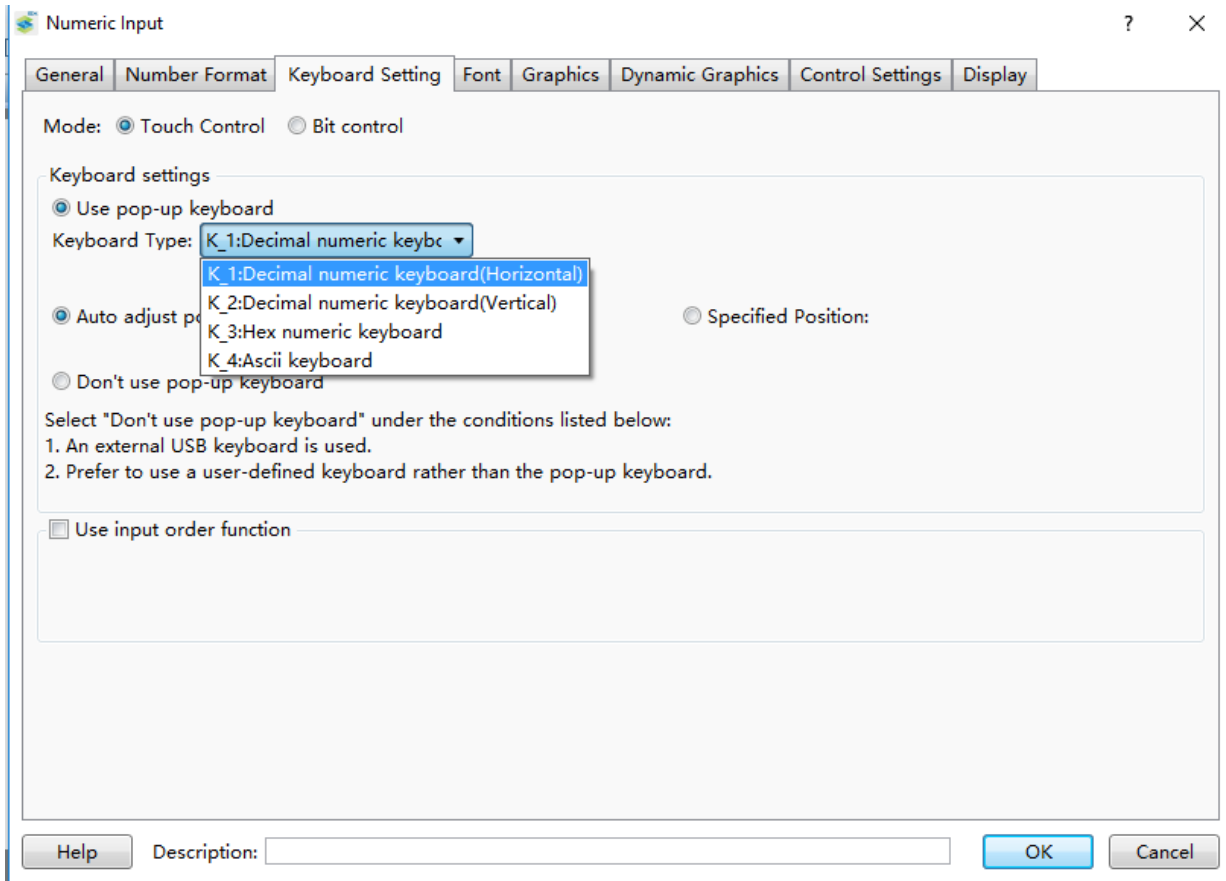 Numeric Input
General Number Format Keyboard Setting Font Graphics Dynamic Graphics Control Settings Display
Mode: Touch Control Bit control
Keyboard settings
Use pop-up keyboard
Keyboard Type: K_1:Decimal numeric keybc
K_1:Decimal numeric keyboard(Horizontal)
K_2:Decimal numeric keyboard(Vertical)
Auto adjust po Specified Position:
K_3:Hex numeric keyboard
K_4:Ascii keyboard
Don't use pop-up keyboard
Select "Don't use pop-up keyboard" under the conditions listed below:
1. An external USB keyboard is used.
2. Prefer to use a user-defined keyboard rather than the pop-up keyboard.
Use input order function
Help Description: OK Cancel